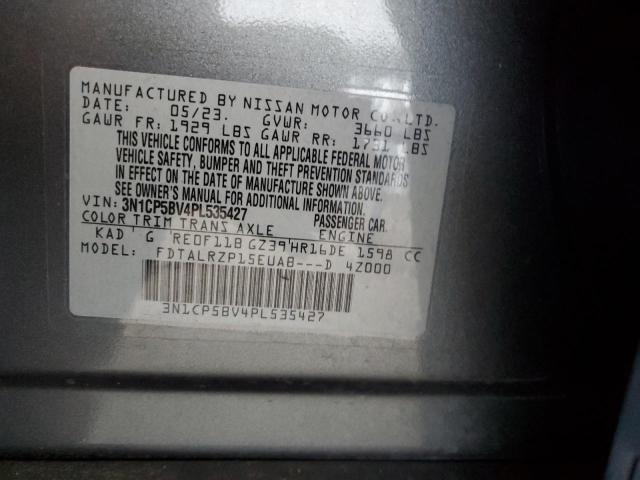 MANUFACTURED BY NISSAN MOTOR CO.,LTD.
DATE: 05/23. GVWR: 3660 LBS
GAWR FR: 1929 LBS GAWR RR: 1731 LBS
THIS VEHICLE CONFORMS TO ALL APPLICABLE FEDERAL MOTOR
VEHICLE SAFETY, BUMPER AND THEFT PREVENTION STANDARDS
IN EFFECT ON THE DATE OF MANUFACTURE SHOWN ABOVE.
SEE OWNER'S MANUAL FOR ADDITIONAL INFORMATION.
VIN: 3N1CP5BV4PL535427 PASSENGER CAR
COLOR TRIM TRANS AXLE ENGINE
KAD ' G 'RE0F11B GZ39'HR16DE 1598 CC
MODEL: FDTALRZP15EUAB---D 4Z000
3N1CP5BV4PL535427